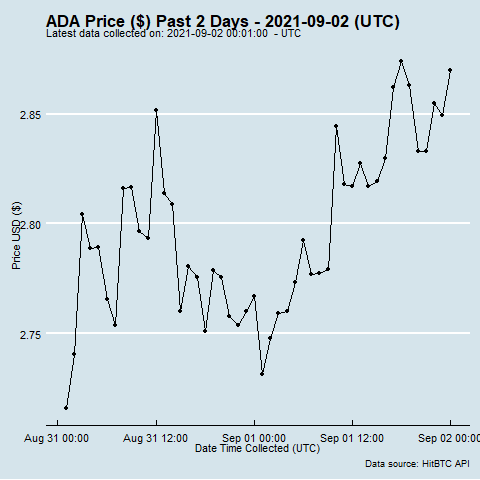 ADA Price ($) Past 2 Days - 2021-09-02 (UTC)
Latest data collected on: 2021-09-02 00:01:00 - UTC
2.85
2.80
2.75
Price USD ($)
Aug 31 00:00 Aug 31 12:00 Sep 01 00:00 Sep 01 12:00 Sep 02 00:00
Date Time Collected (UTC)
Data source: HitBTC API